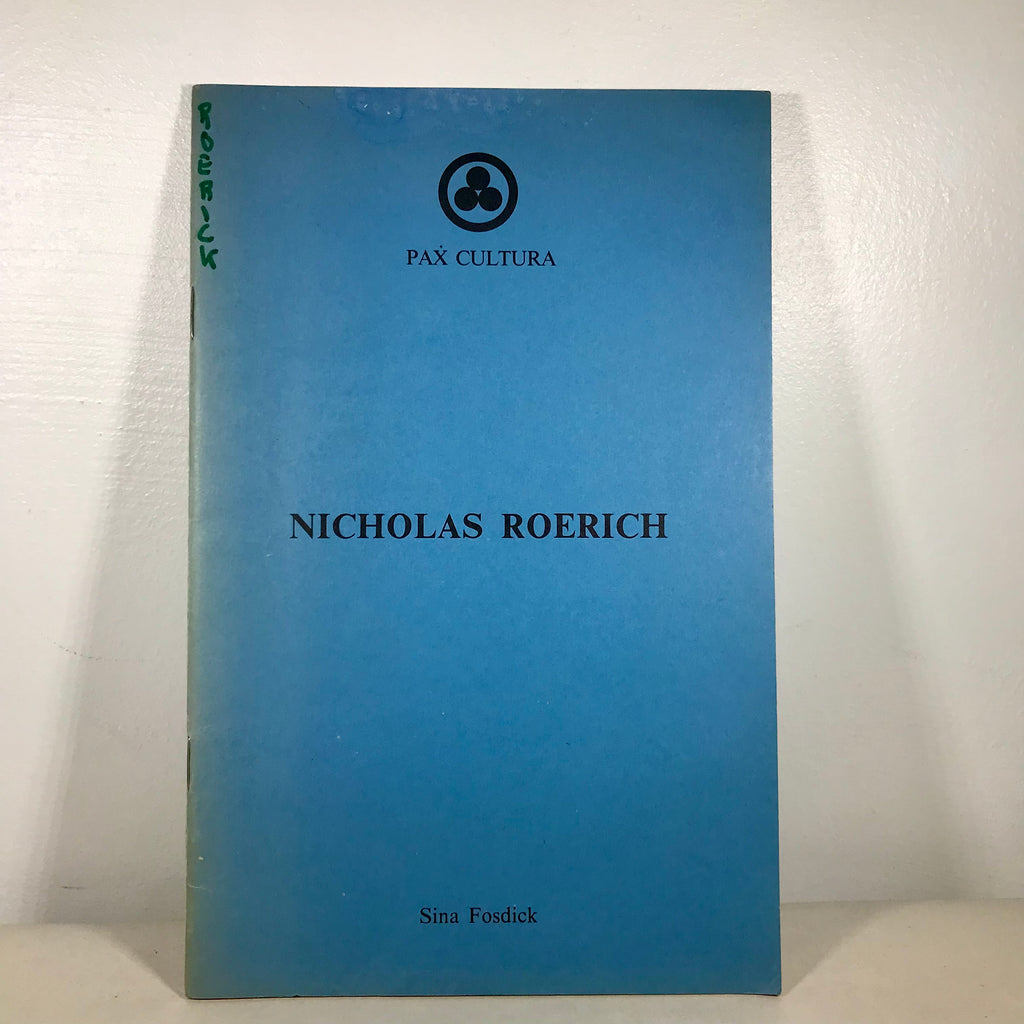 ROERICK
PAX CULTURA
NICHOLAS ROERICH
Sina Fosdick